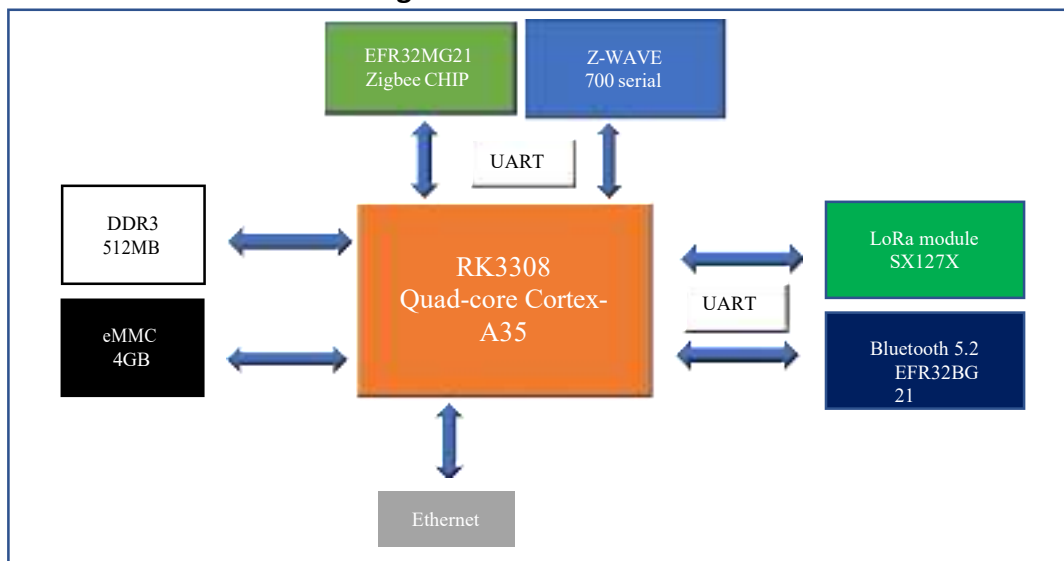 EFR32MG21
Zigbee CHIP
Z-WAVE
700 serial
UART
DDR3
512MB
RK3308
Quad-core Cortex-
A35
LoRa module
SX127X
UART
eMMC
4GB
Bluetooth 5.2
EFR32BG
21
Ethernet